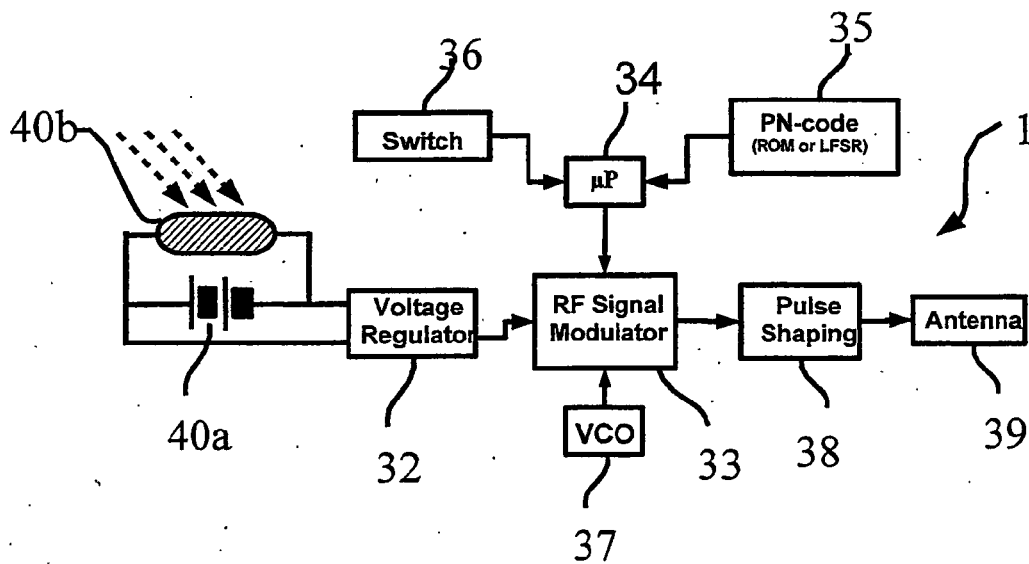 36
34
35
40b
Switch
PN-code
(ROM or LFSR)
1
μP
Voltage
Regulator
RF Signal
Modulator
Pulse
Shaping
Antenna
40a
32
VCO
33
38
39
37